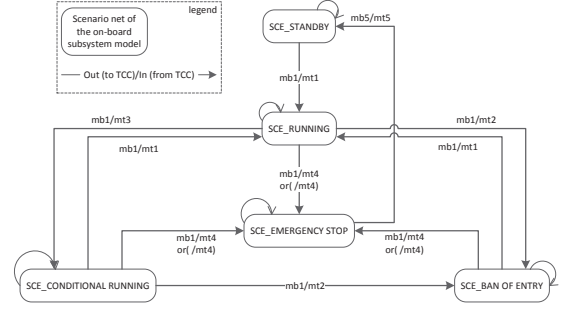 legend
Scenario net of
the on-board
subsystem model
Out (to TCC)/In (from TCC)
SCE_STANDBY
mb5/mt5
mb1/mt1
mb1/mt3
SCE_RUNNING
mb1/mt2
mb1/mt1
mb1/mt1
mb1/mt4
or( /mt4)
SCE_EMERGENCY STOP
mb1/mt4
or( /mt4)
mb1/mt4
or( /mt4)
SCE_CONDITIONAL RUNNING
mb1/mt2
SCE_BAN OF ENTRY